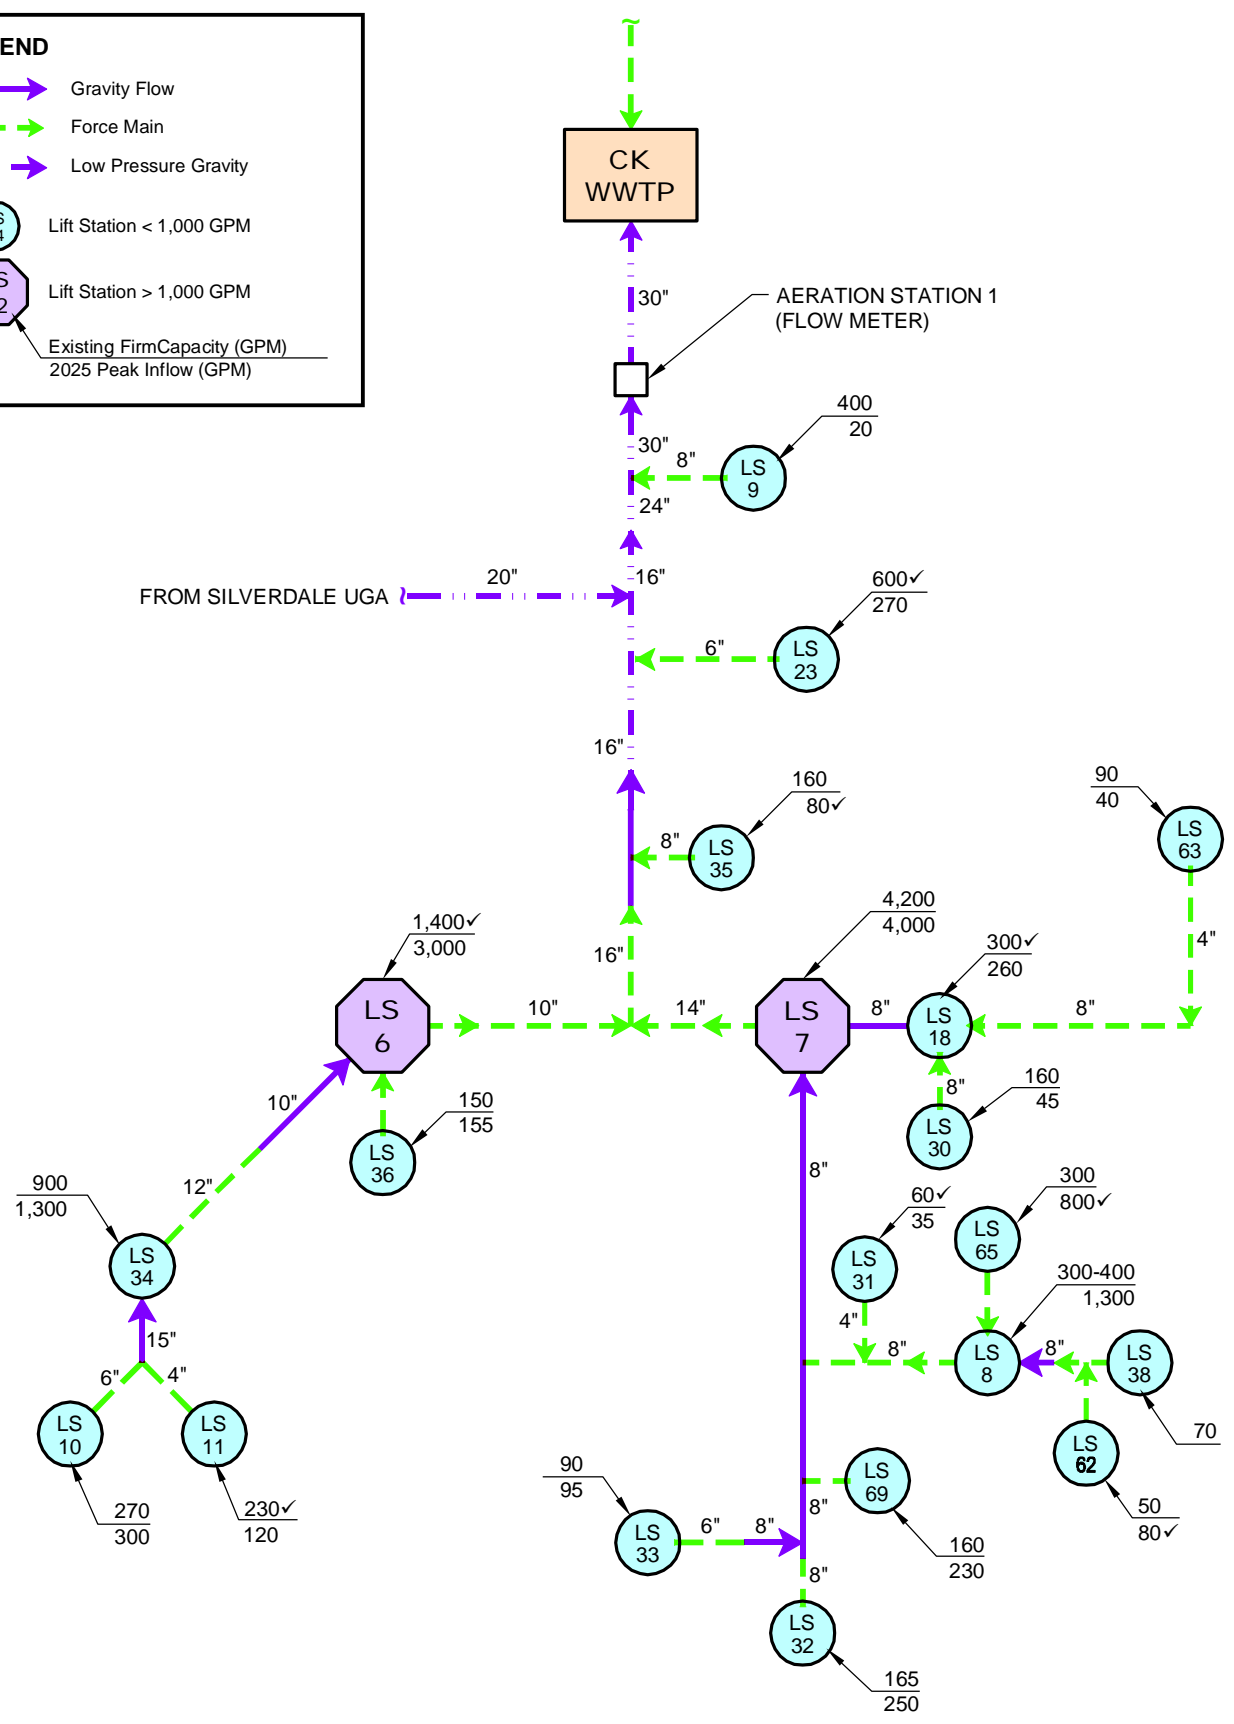 END
Gravity Flow
Force Main
Low Pressure Gravity
S
4
Lift Station < 1,000 GPM
S
2
Lift Station > 1,000 GPM
Existing FirmCapacity (GPM)
2025 Peak Inflow (GPM)
CK
WWTP
30"
AERATION STATION 1
(FLOW METER)
400
20
30"
8"
LS
9
24"
FROM SILVERDALE UGA
20"
16"
600✓
270
6"
LS
23
16"
160
80✓
8"
LS
35
90
40
LS
63
4"
1,400✓
3,000
16"
4,200
4,000
300✓
260
LS
6
10"
14"
LS
7
8"
LS
18
8"
10"
150
155
LS
36
8"
160
45
LS
30
900
1,300
12"
8"
60✓
35
LS
31
300
800✓
LS
65
LS
34
15"
6"
4"
4"
300-400
1,300
8"
LS
8
8"
LS
38
70
LS
10
LS
11
270
300
230✓
120
LS
62
50
80✓
90
95
LS
33
6"
8"
LS
69
8"
160
230
8"
LS
32
165
250